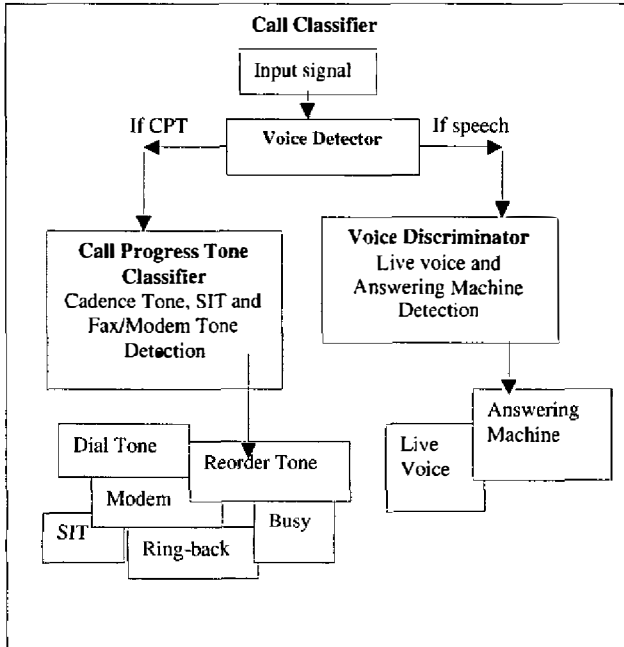 Call Classifier
Input signal
If CPT
Voice Detector
If speech
Call Progress Tone
Classifier
Cadence Tone, SIT and
Fax/Modem Tone
Detection
Voice Discriminator
Live voice and
Answering Machine
Detection
Dial Tone
Reorder Tone
Modem
SIT
Ring-back
Busy
Live
Voice
Answering
Machine